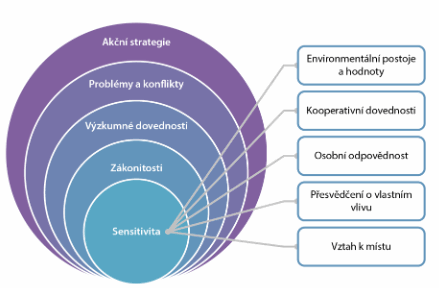 Akční strategie
Problémy a konflikty
Výzkumné dovednosti
Zákonitosti
Sensitivita
Environmentální postoje
a hodnoty
Kooperativní dovednosti
Osobní odpovědnost
Přesvědčení o vlastním
vlivu
Vztah k místu